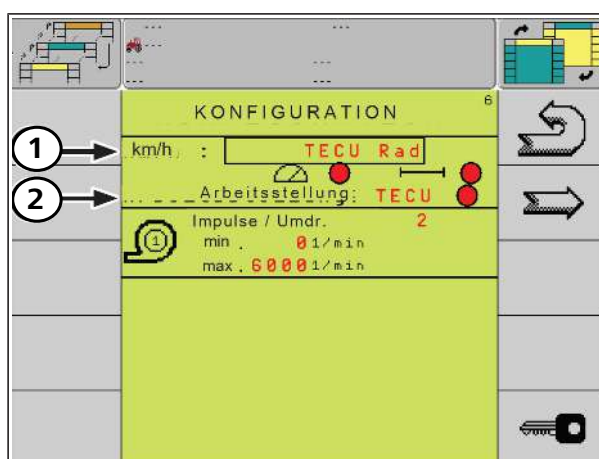 --- ---
---
--- ---
--- ---
KONFIGURATION 6
1 km/h : TECU Rad
2 Arbeitsstellung: TECU
Impulse / Umdr. 2
1 min . 0 1/min
max . 6000 1/min